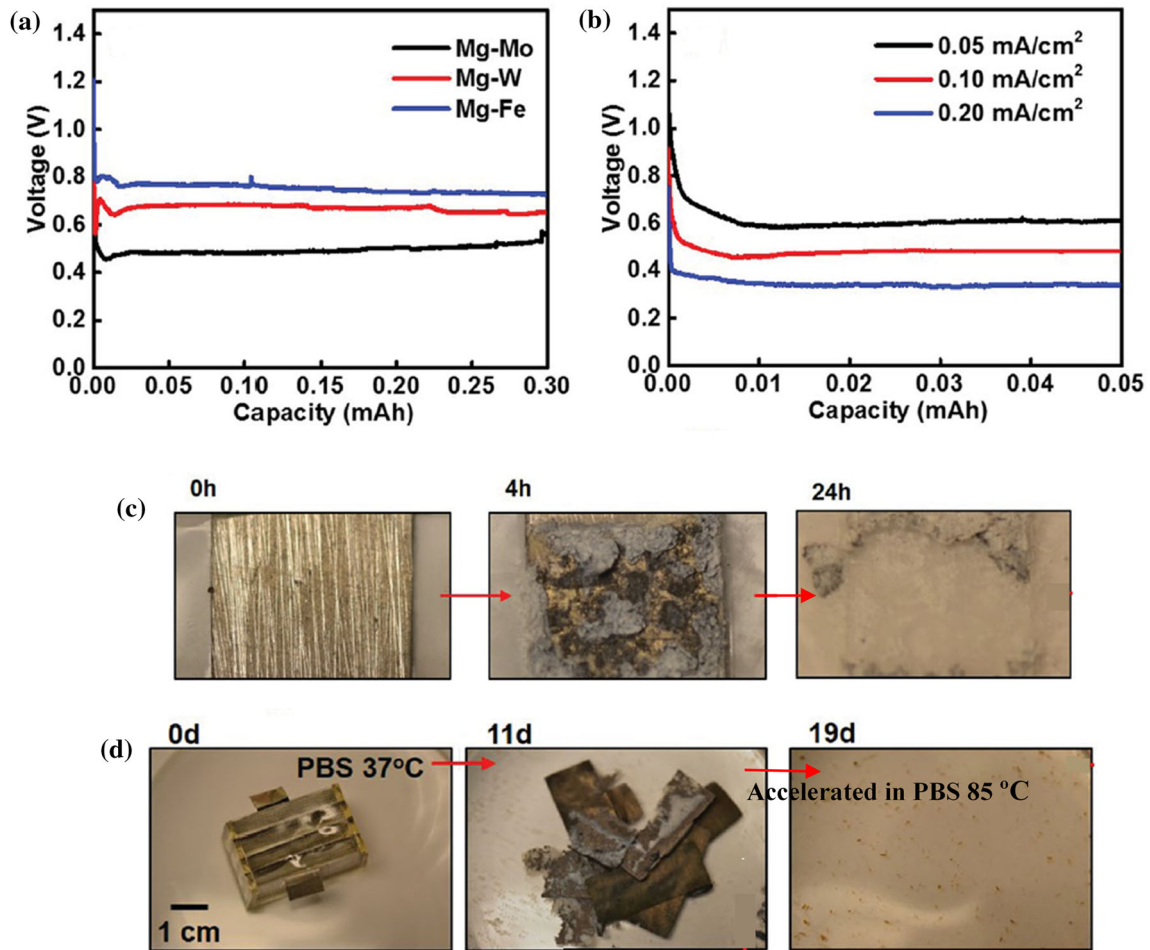 (a)
1.4
1.2
1.0
0.8
0.6
0.4
0.2
0.0
Voltage (V)
Mg-Mo
Mg-W
Mg-Fe
0.00 0.05 0.10 0.15 0.20 0.25 0.30
Capacity (mAh)
(b)
1.4
1.2
1.0
0.8
0.6
0.4
0.2
0.0
Voltage (V)
0.05 mA/cm²
0.10 mA/cm²
0.20 mA/cm²
0.00 0.01 0.02 0.03 0.04 0.05
Capacity (mAh)
(c)
0h
4h
24h
(d)
0d
11d
19d
PBS 37°C
Accelerated in PBS 85 °C
1 cm